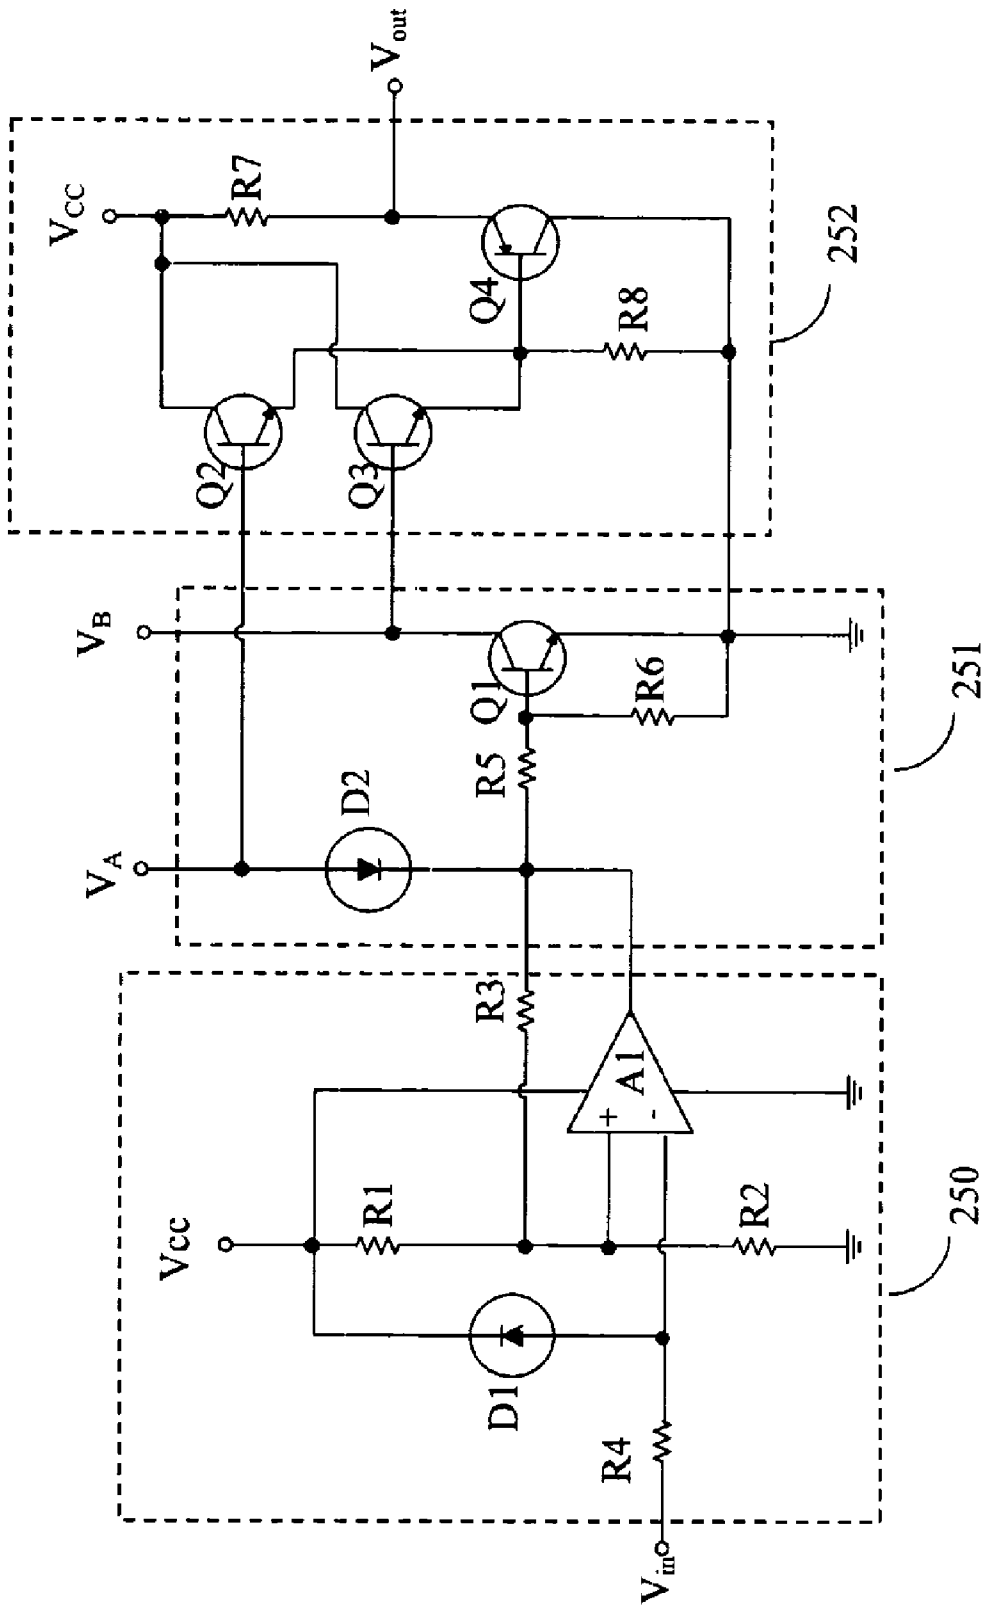 Vin
R4
D1
Vcc
R1
R2
+
-
A1
R3
250
VA
D2
R5
VB
Q1
R6
251
Q2
Q3
VCC
R7
Q4
R8
Vout
252